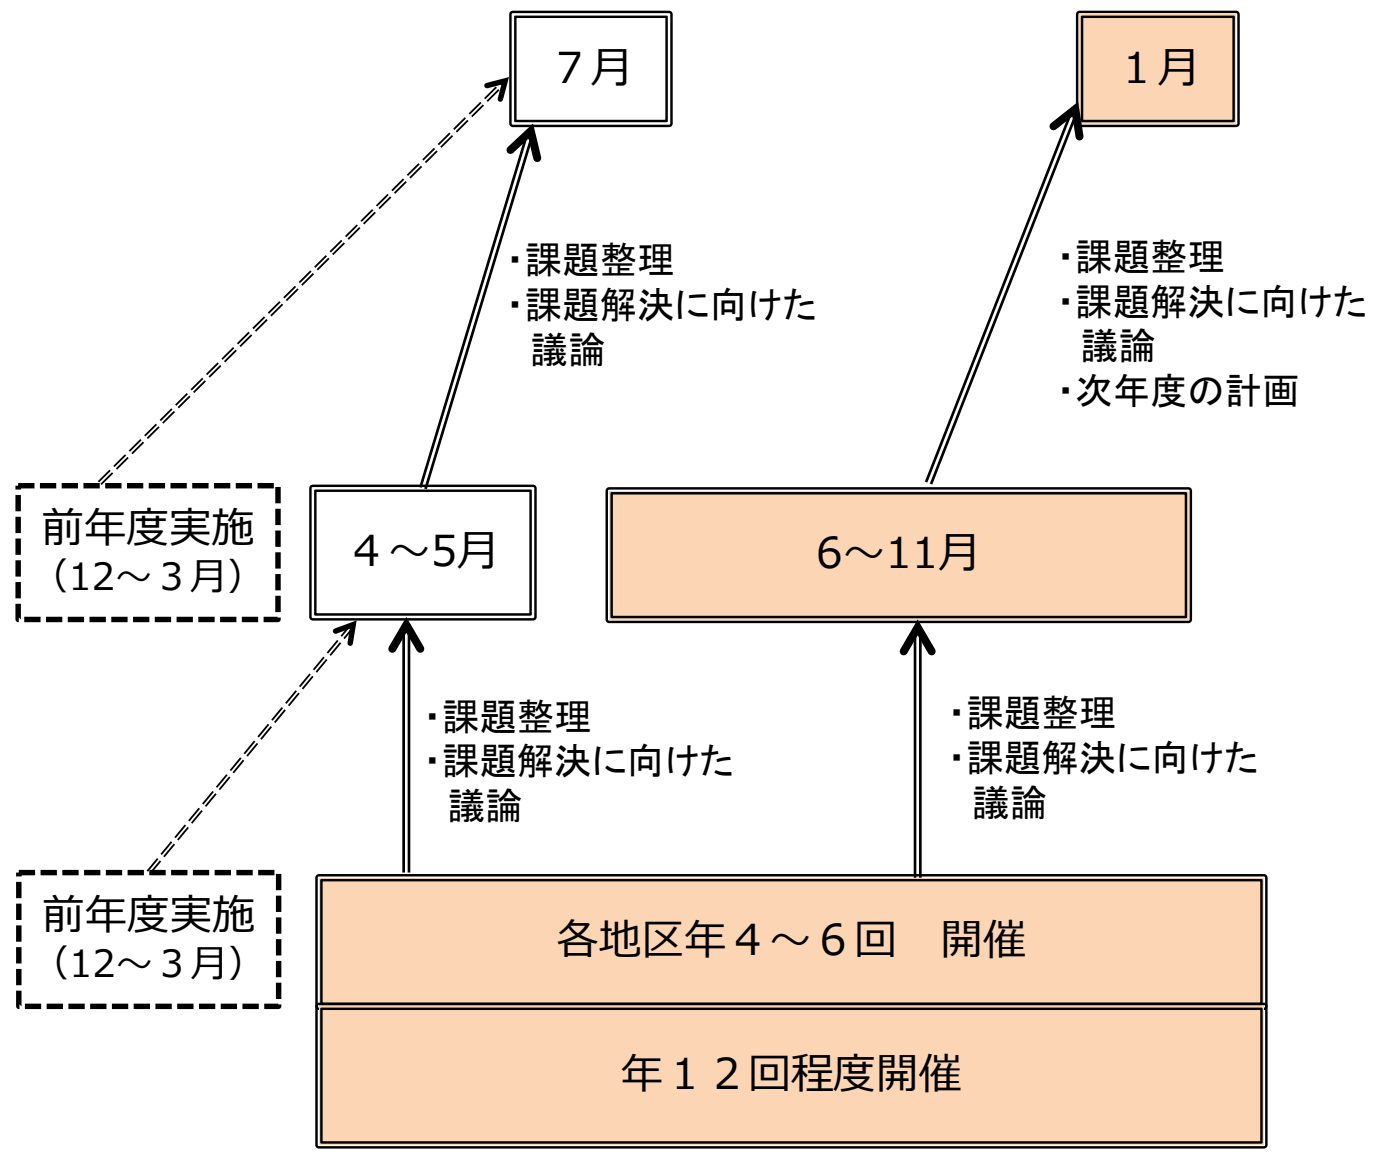 ７月
１月
・課題整理
・課題解決に向けた
議論
・課題整理
・課題解決に向けた
議論
・次年度の計画
前年度実施
（12～３月）
４～5月
6～11月
・課題整理
・課題解決に向けた
議論
・課題整理
・課題解決に向けた
議論
前年度実施
（12～３月）
各地区年４～６回　開催
年１２回程度開催